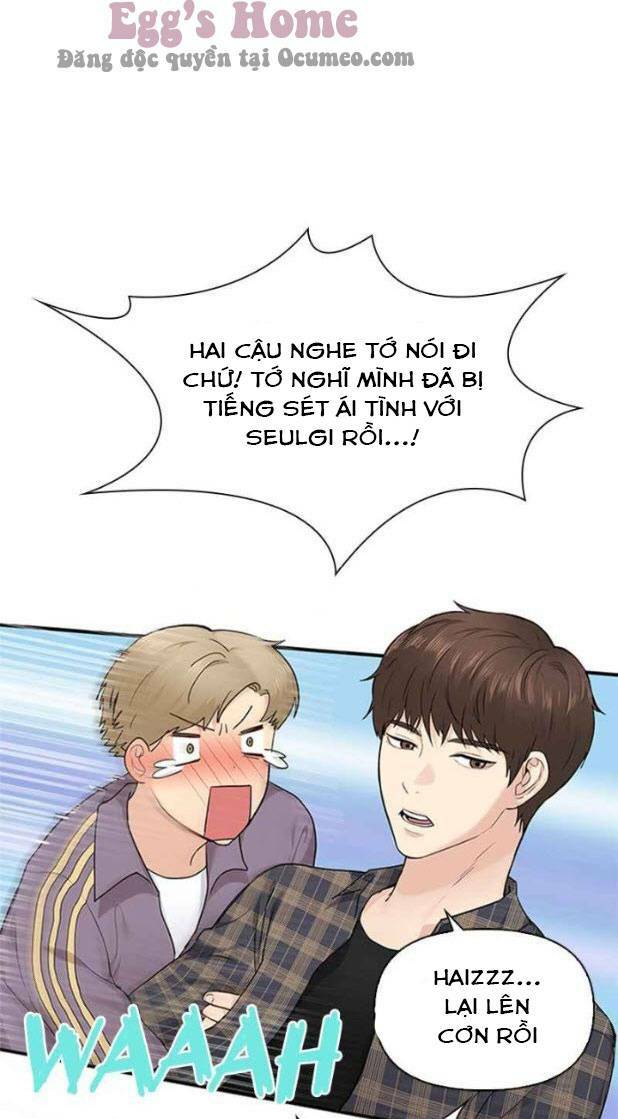 Egg's Home
Đăng độc quyền tại Ocumeo.com
HAI CẬU NGHE TỚ NÓI ĐI
CHỨ! TỚ NGHĨ MÌNH ĐÃ BỊ
TIẾNG SÉT ÁI TÌNH VỚI
SEULGI RỒI...!
WAAAH
HAIZZZ...
LẠI LÊN
CƠN RỒI